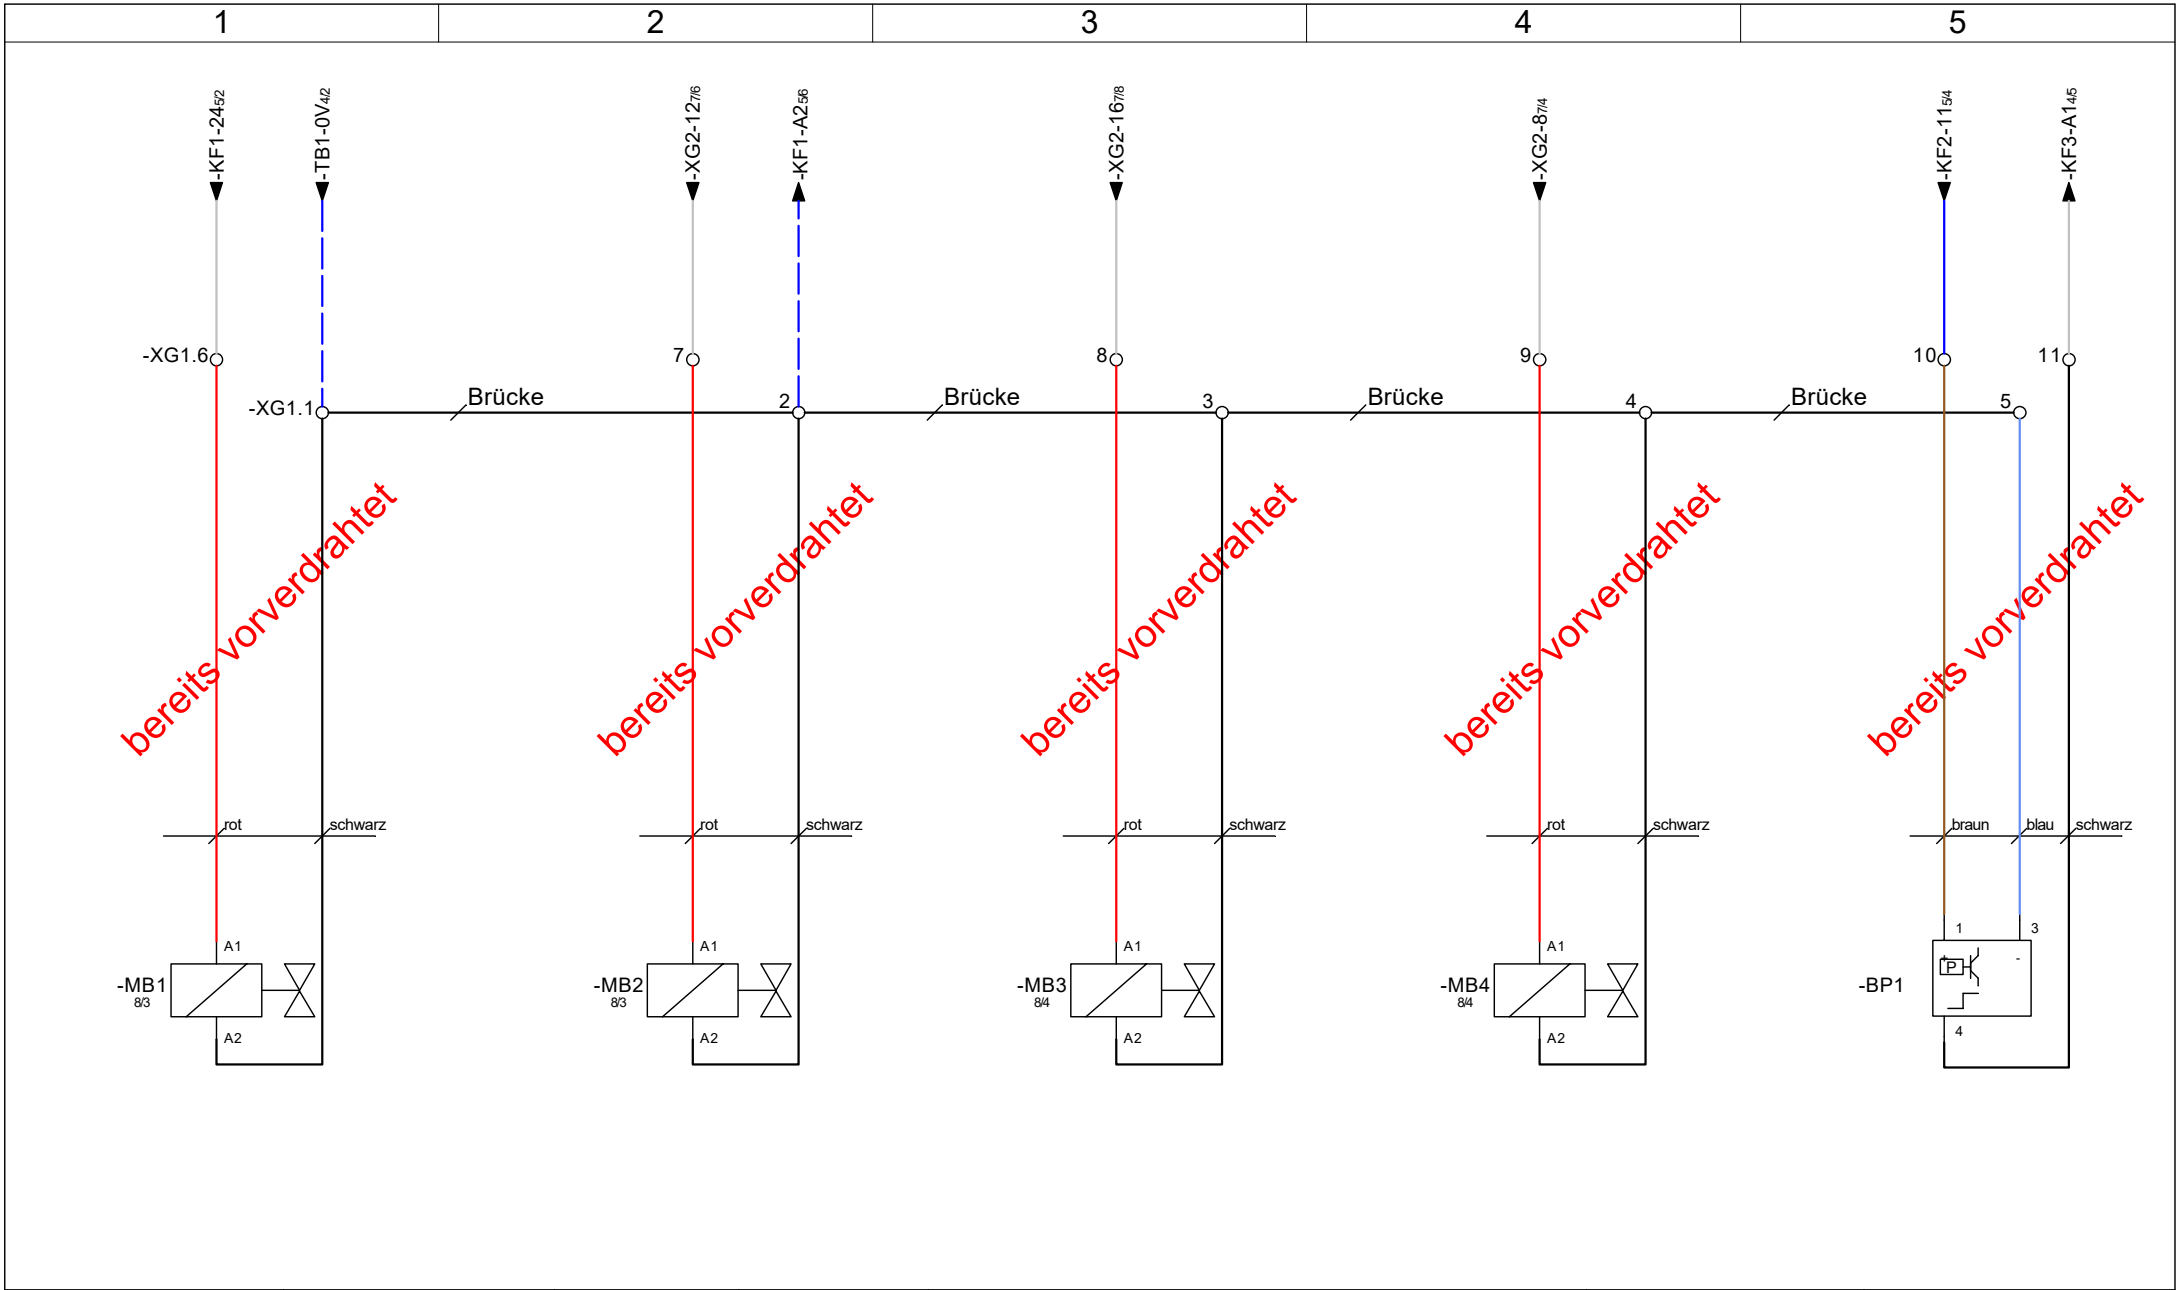 1 2 3 4 5
-KF1-24 5/2
-TB1-0V 4/2
-XG2-12 7/6
-KF1-A2 5/6
-XG2-16 7/8
-XG2-8 7/4
-KF2-11 5/4
-KF3-A1 4/5
-XG1.6 7 8 9 10 11
-XG1.1 Brücke 2 Brücke 3 Brücke 4 Brücke 5
bereits vorverdrahtet
bereits vorverdrahtet
bereits vorverdrahtet
bereits vorverdrahtet
bereits vorverdrahtet
rot schwarz rot schwarz rot schwarz rot schwarz braun blau schwarz
A1 A1 A1 A1 1 3
+ P -
-MB1 -MB2 -MB3 -MB4 -BP1
8/3 8/3 8/4 8/4
A2 A2 A2 A2 4